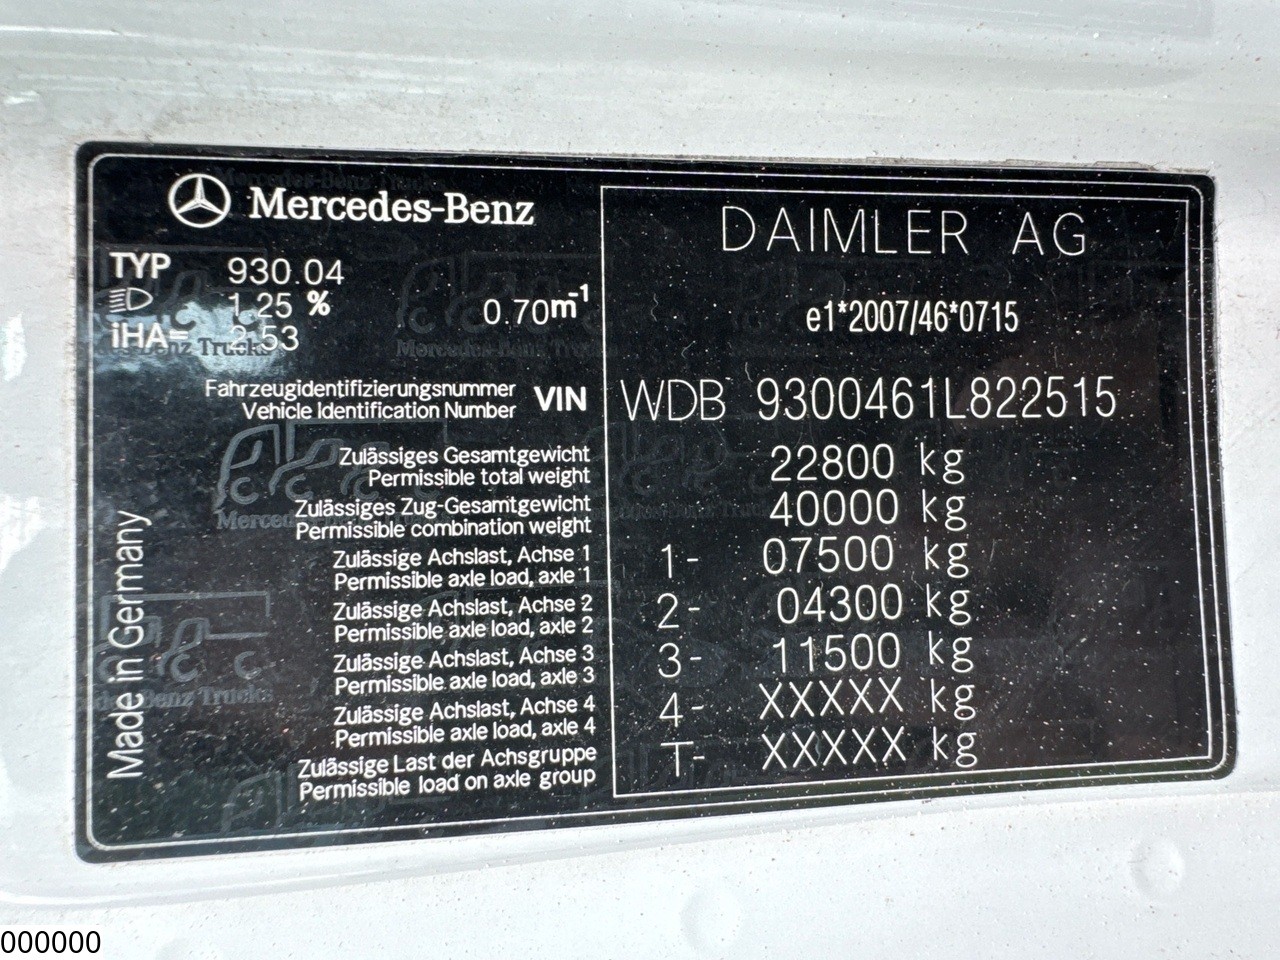 Mercedes-Benz
DAIMLER AG
TYP 930.04
1.25 % 0.70m⁻¹
iHA= 2.53
e1*2007/46*0715
Fahrzeugidentifizierungsnummer
Vehicle Identification Number
VIN WDB 9300461L822515
Zulässiges Gesamtgewicht
Permissible total weight
22800 kg
Zulässiges Zug-Gesamtgewicht
Permissible combination weight
40000 kg
Zulässige Achslast, Achse 1
Permissible axle load, axle 1
1- 07500 kg
Zulässige Achslast, Achse 2
Permissible axle load, axle 2
2- 04300 kg
Zulässige Achslast, Achse 3
Permissible axle load, axle 3
3- 11500 kg
Zulässige Achslast, Achse 4
Permissible axle load, axle 4
4- XXXXX kg
Zulässige Last der Achsgruppe
Permissible load on axle group
T- XXXXX kg
Made in Germany
Mercedes-Benz Trucks
000000